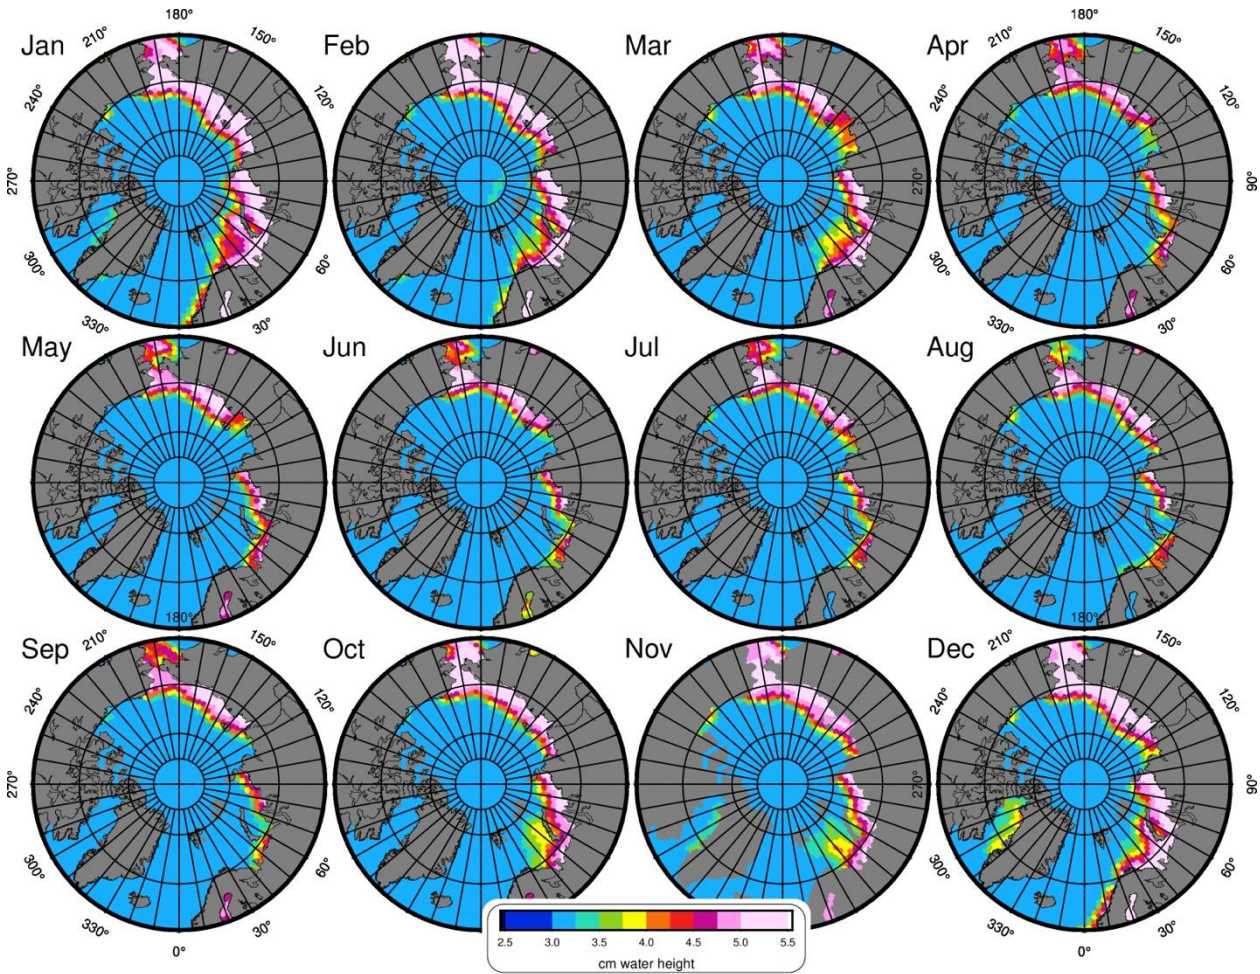 180° 180°
Jan Feb Mar Apr
210° 150° 210° 150°
240° 120° 240° 120°
270° 270° 90°
300° 60° 300° 60°
330° 30° 330° 30°
May Jun Jul Aug
180° 180°
Sep Oct Nov Dec
210° 150° 210° 150°
240° 120° 240° 120°
270° 270° 90°
300° 60° 300° 60°
330° 30° 330° 30°
0° 0°
2.5 3.0 3.5 4.0 4.5 5.0 5.5
cm water height